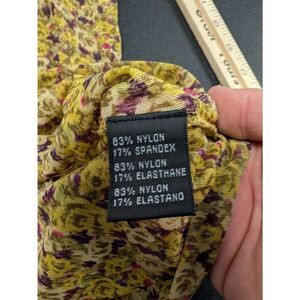 83% NYLON
17% SPANDEX
83% NYLON
17% ELASTHANE
83% NYLON
17% ELASTANO